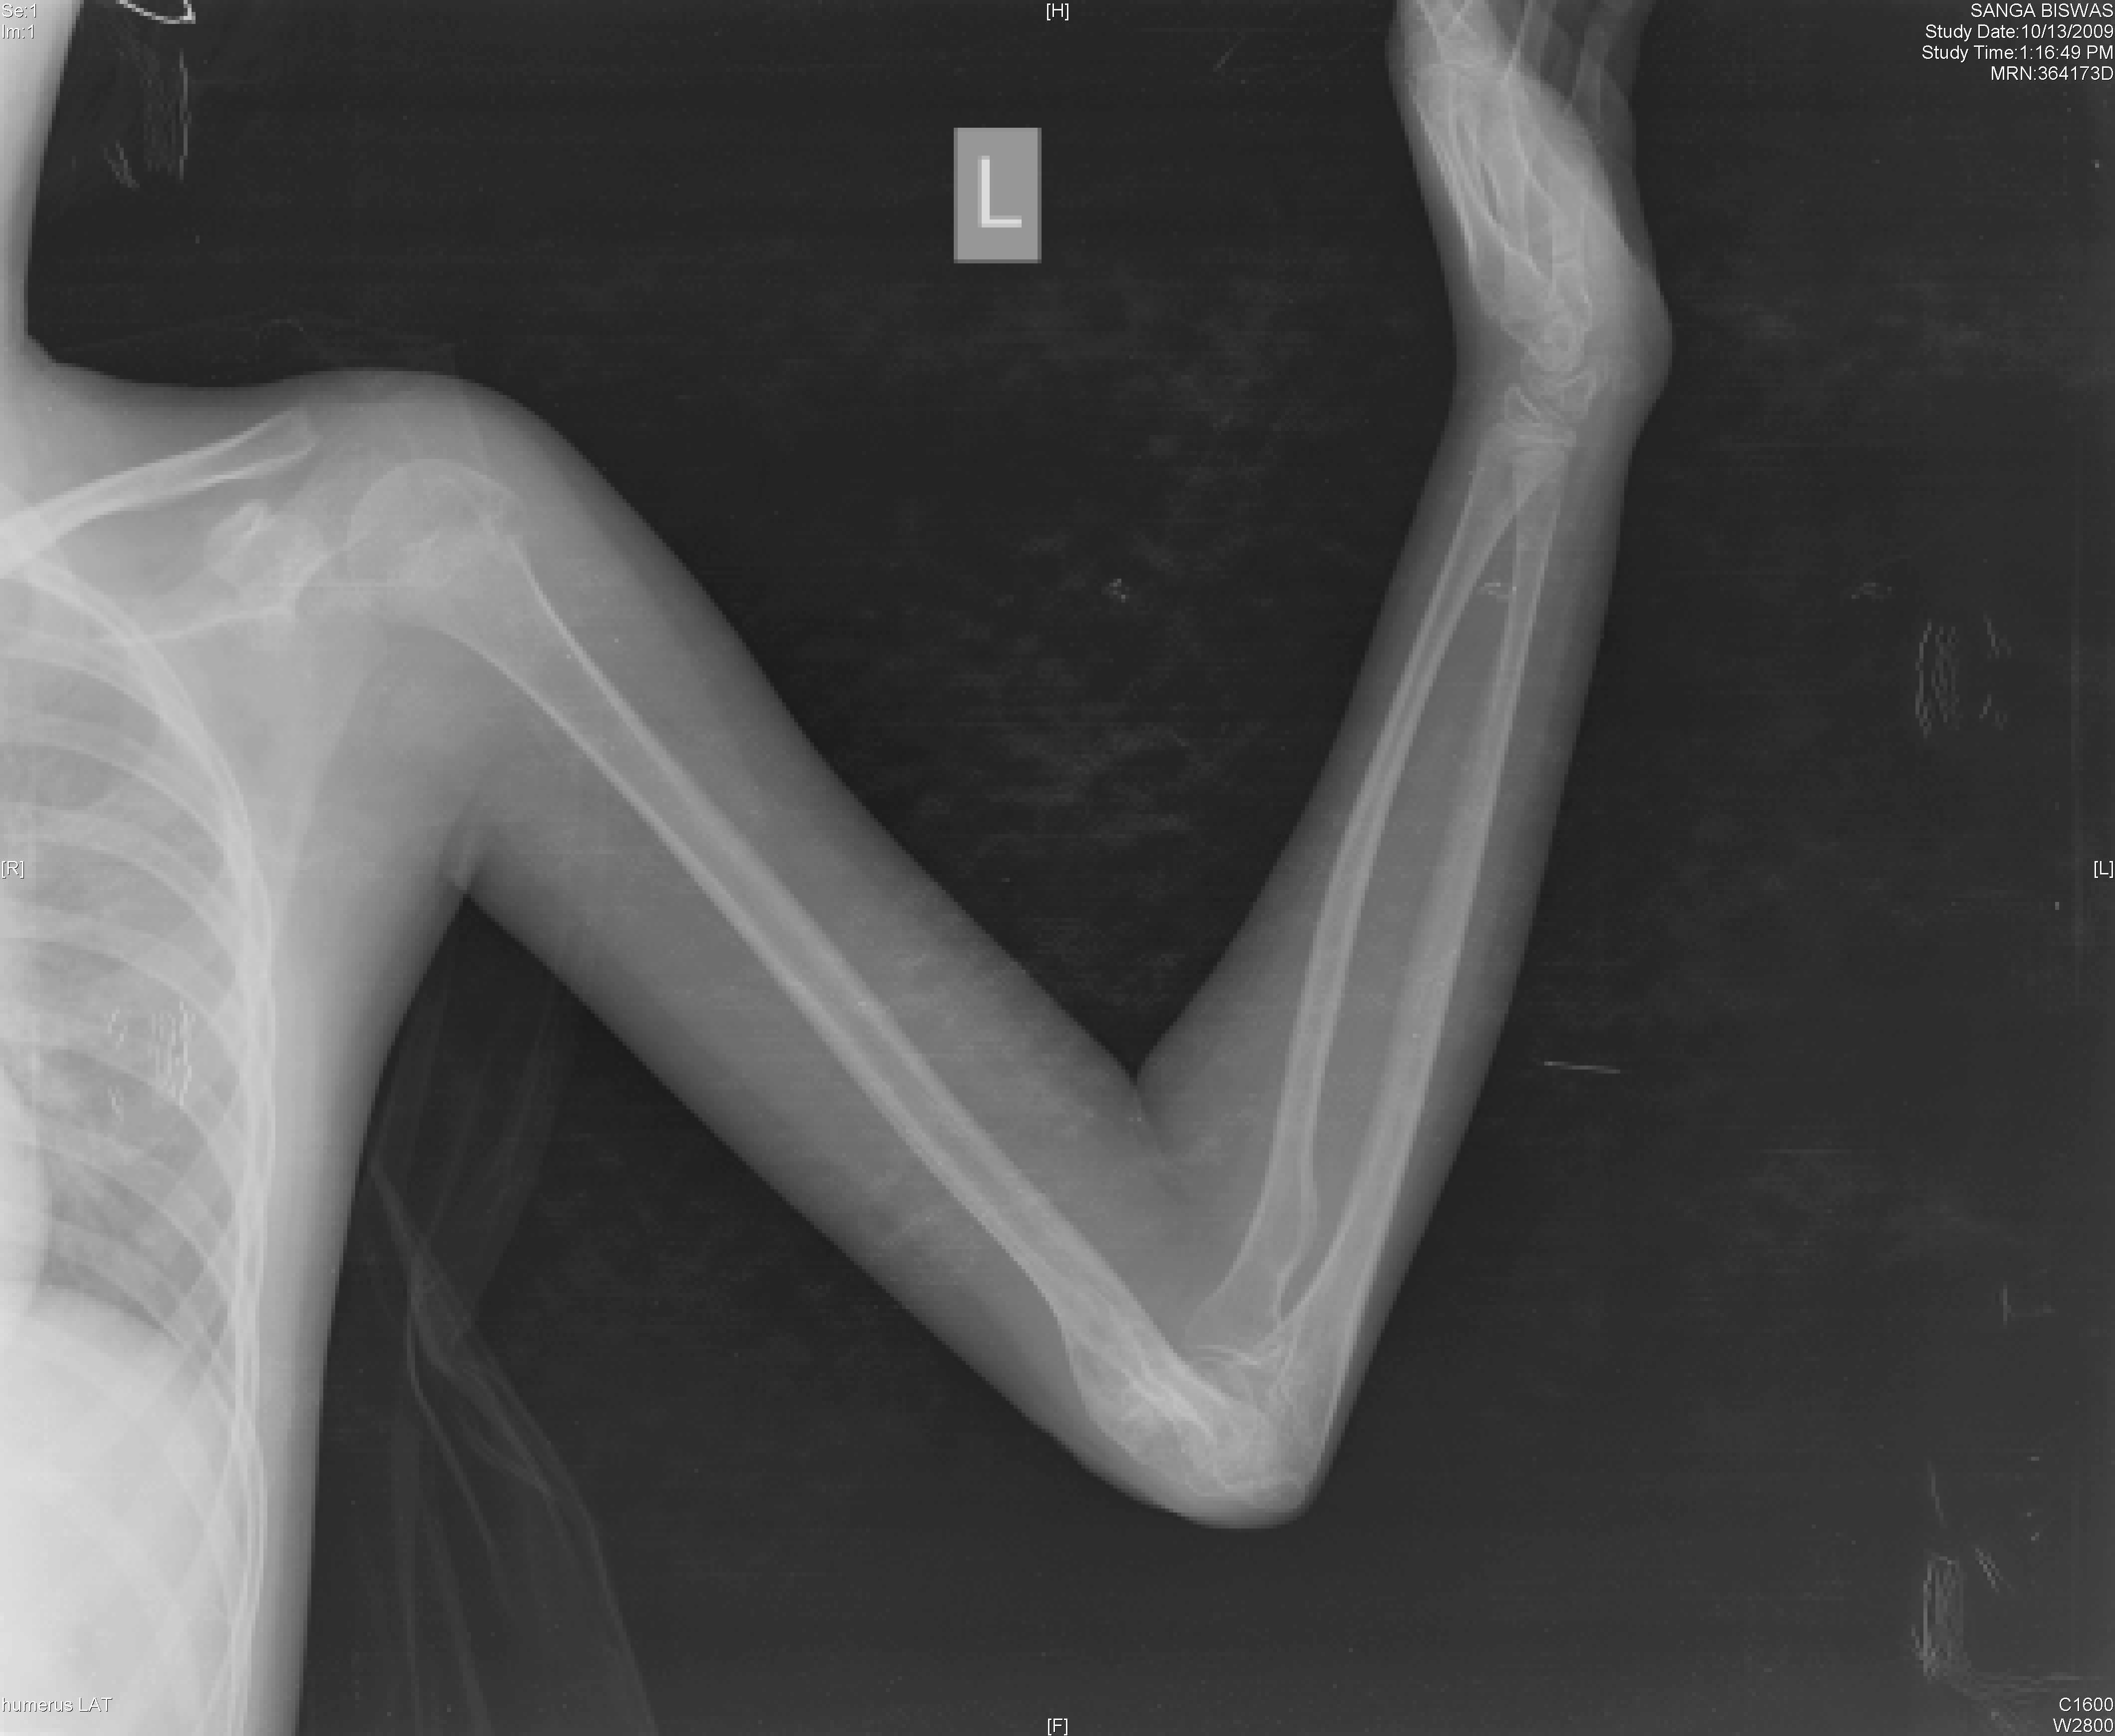 Se:1
Im:1
[H]
SANGA BISWAS
Study Date:10/13/2009
Study Time:1:16:49 PM
MRN:364173D
L
[R]
[L]
humerus LAT
[F]
C1600
W2800